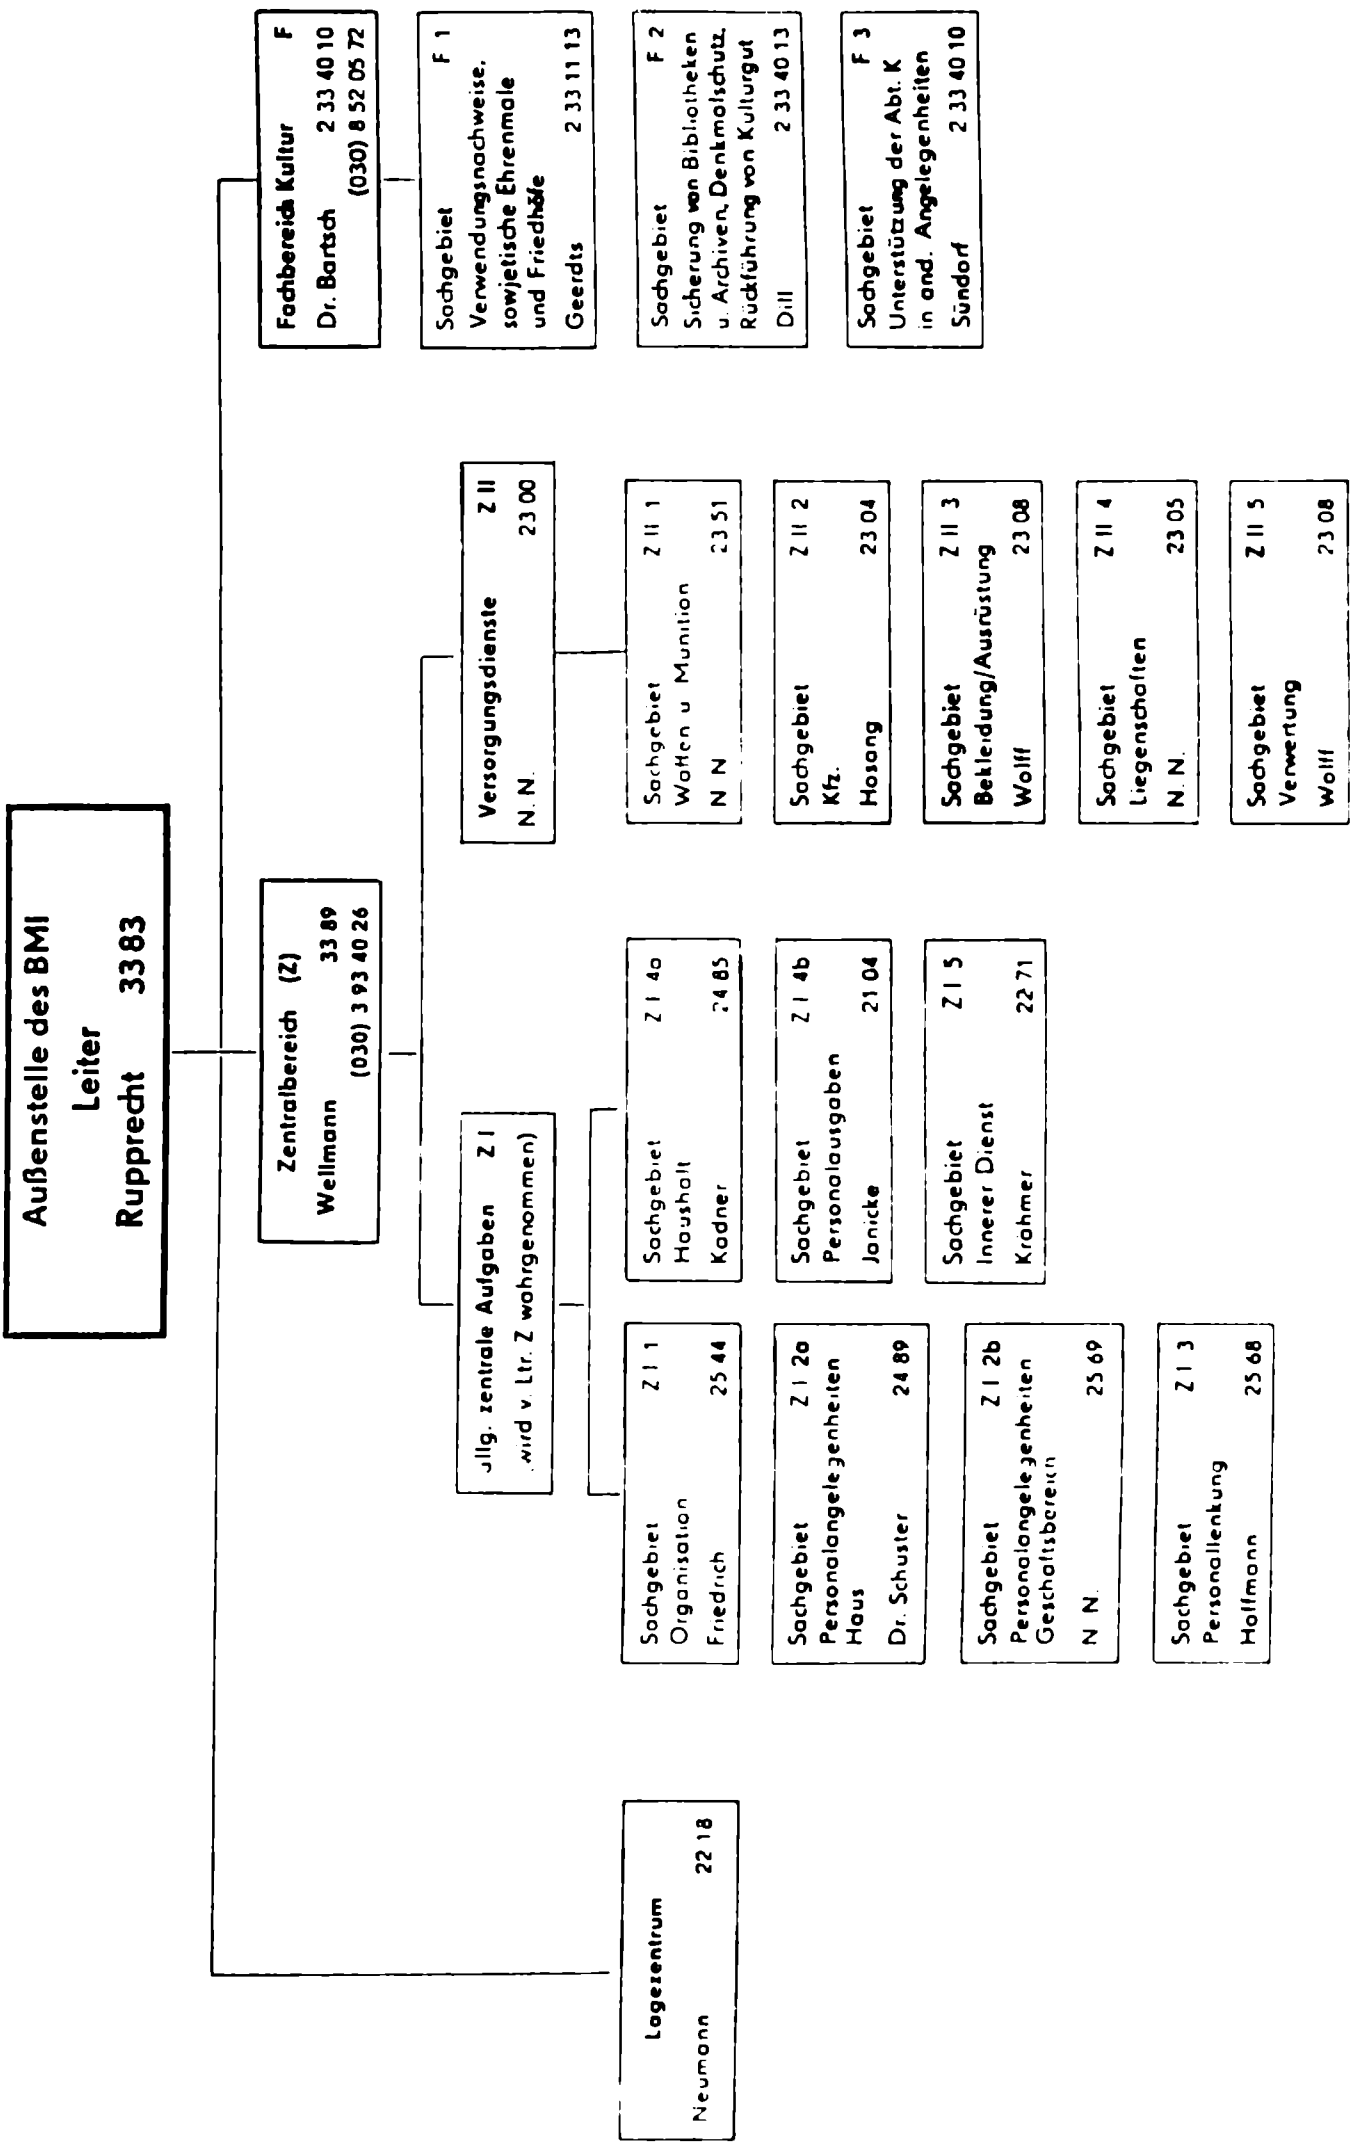 Außenstelle des BMI
Leiter
Rupprecht 33 83
Lagezentrum
Neumann 22 18
Zentralbereich (Z)
Wellmann 33 89
(030) 3 93 40 26
Allg. zentrale Aufgaben Z I
(wird v. Ltr. Z wahrgenommen)
Sachgebiet Z I 1
Organisation
Friedrich 25 44
Sachgebiet Z I 2a
Personalangelegenheiten
Haus
Dr. Schuster 24 89
Sachgebiet Z I 2b
Personalangelegenheiten
Geschäftsbereich
N N. 25 69
Sachgebiet Z I 3
Personallenkung
Hoffmann 25 68
Sachgebiet Z I 4a
Haushalt
Kadner 24 85
Sachgebiet Z I 4b
Personalausgaben
Janicke 21 04
Sachgebiet Z I 5
Innerer Dienst
Krahmer 22 71
Versorgungsdienste Z II
N. N. 23 00
Sachgebiet Z II 1
Waffen u Munition
N N 23 51
Sachgebiet Z II 2
Kfz.
Hosang 23 04
Sachgebiet Z II 3
Bekleidung/Ausrüstung
Wolff 23 08
Sachgebiet Z II 4
Liegenschaften
N. N. 23 05
Sachgebiet Z II 5
Verwertung
Wolff 23 08
Fachbereich Kultur F
Dr. Bartsch 2 33 40 10
(030) 8 52 05 72
Sachgebiet F 1
Verwendungsnachweise,
sowjetische Ehrenmale
und Friedhöfe
Geerdts 2 33 11 13
Sachgebiet F 2
Sicherung von Bibliotheken
u. Archiven, Denkmalschutz,
Rückführung von Kulturgut
Dill 2 33 40 13
Sachgebiet F 3
Unterstützung der Abt. K
in and. Angelegenheiten
Sündorf 2 33 40 10